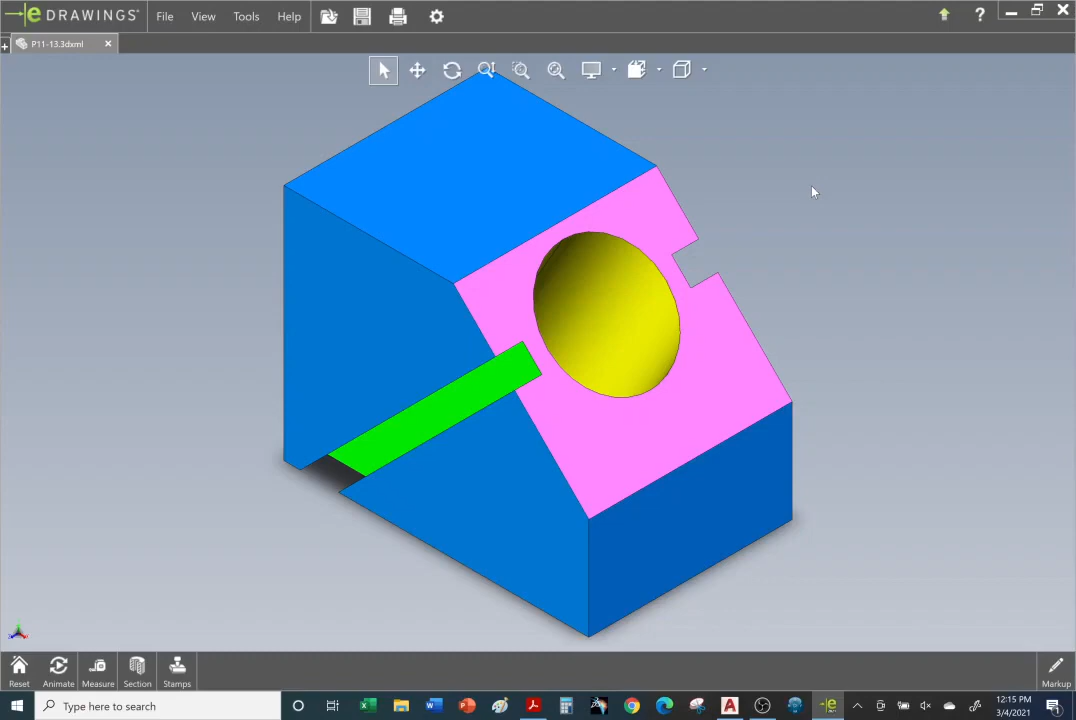 e DRAWINGS®
File View Tools Help
?
+ P11-13.3dxml ×
Reset Animate Measure Section Stamps
Markup
Type here to search
12:15 PM
3/4/2021
1